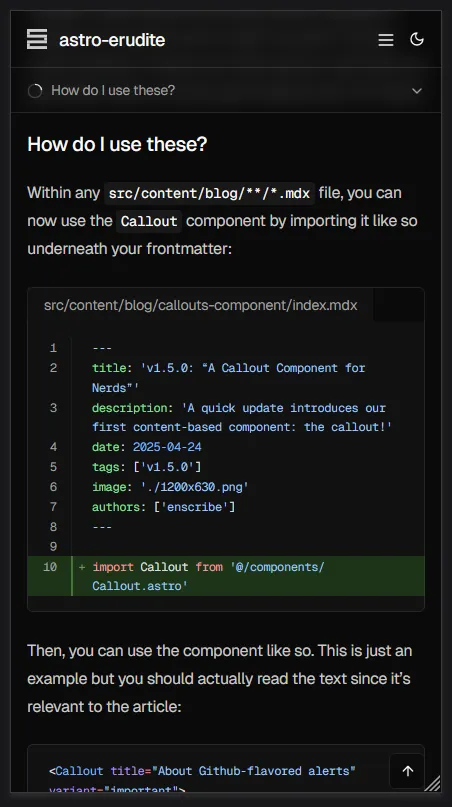 astro-erudite
How do I use these?
How do I use these?
Within any src/content/blog/**/*.mdx file, you can
now use the Callout component by importing it like so
underneath your frontmatter:
src/content/blog/callouts-component/index.mdx
1 ---
2 title: 'v1.5.0: “A Callout Component for
Nerds”'
3 description: 'A quick update introduces our
first content-based component: the callout!'
4 date: 2025-04-24
5 tags: ['v1.5.0']
6 image: './1200x630.png'
7 authors: ['enscribe']
8 ---
9
10 + import Callout from '@/components/
Callout.astro'
Then, you can use the component like so. This is just an
example but you should actually read the text since it’s
relevant to the article:
<Callout title="About Github-flavored alerts"
variant="important">